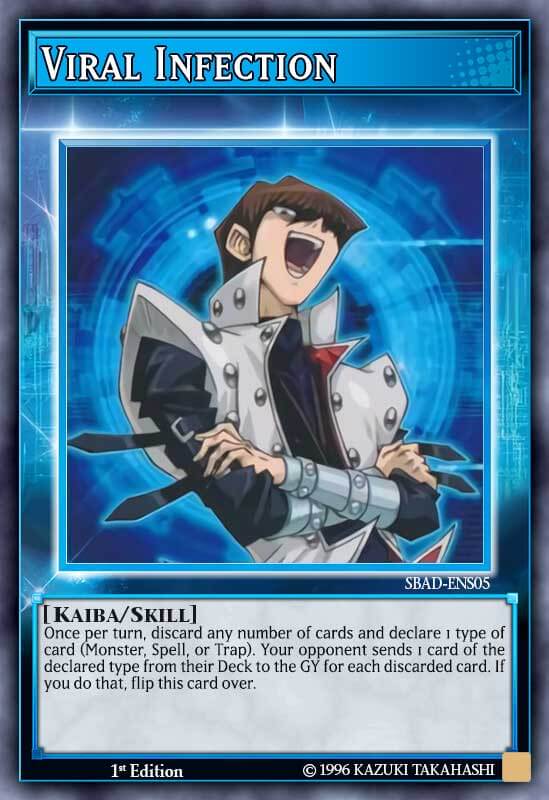 Viral Infection
SBAD-ENS05
[Kaiba/Skill]
Once per turn, discard any number of cards and declare 1 type of
card (Monster, Spell, or Trap). Your opponent sends 1 card of the
declared type from their Deck to the GY for each discarded card. If
you do that, flip this card over.
1st Edition
© 1996 KAZUKI TAKAHASHI